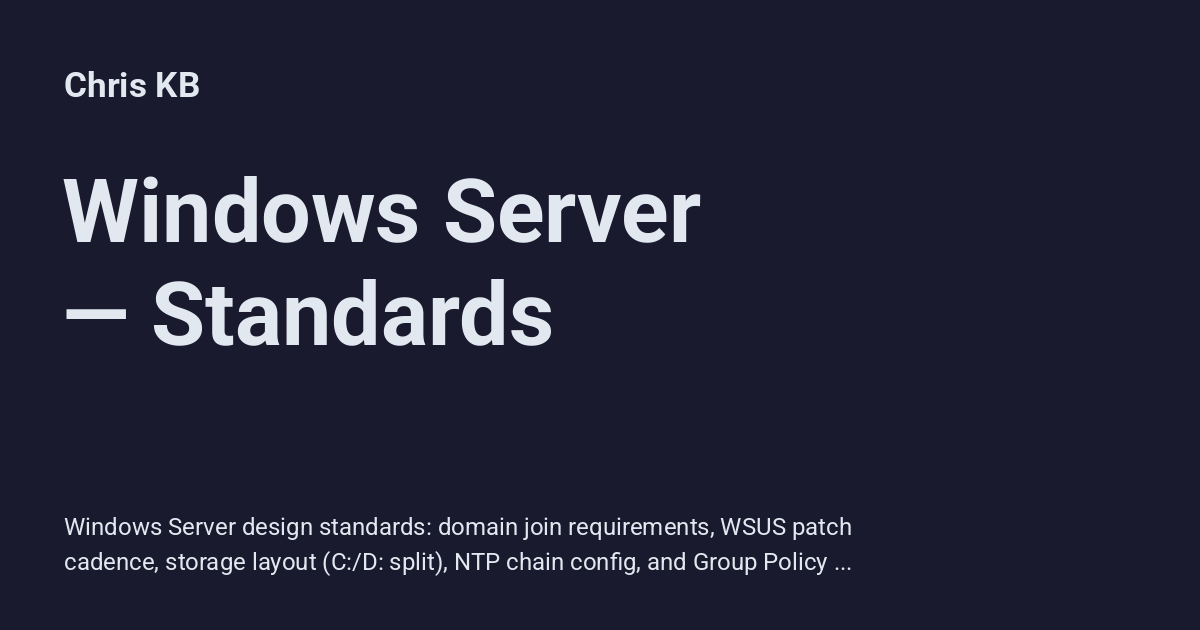 Chris KB
Windows Server
— Standards
Windows Server design standards: domain join requirements, WSUS patch
cadence, storage layout (C:/D: split), NTP chain config, and Group Policy ...